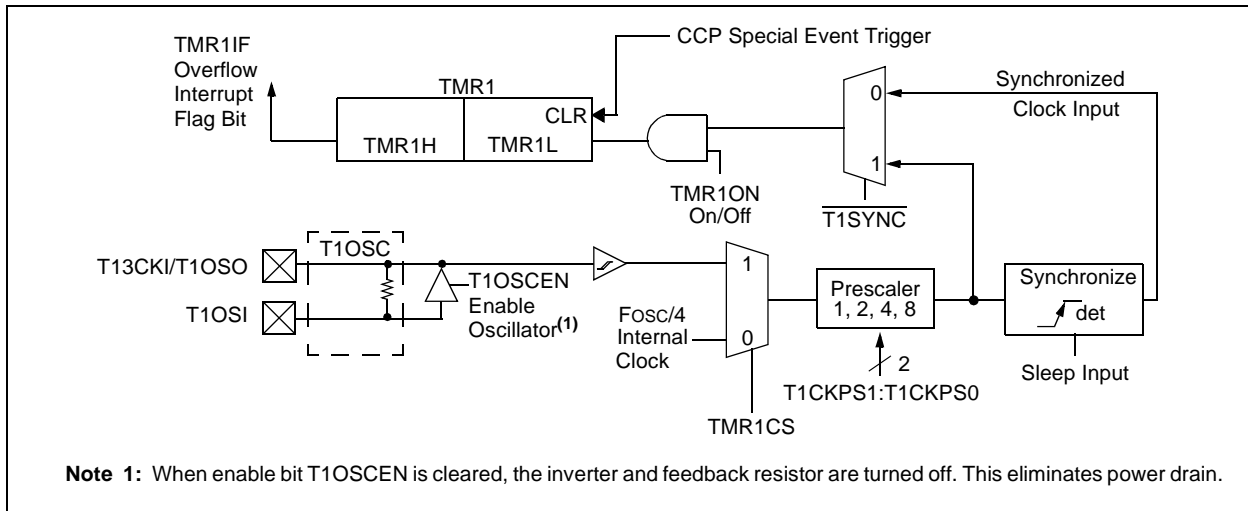 TMR1IF
Overflow
Interrupt
Flag Bit
TMR1
TMR1H
TMR1L
CLR
CCP Special Event Trigger
TMR1ON
On/Off
0
1
T1SYNC
Synchronized
Clock Input
T13CKI/T1OSO
T1OSI
T1OSC
T1OSCEN
Enable
Oscillator(1)
FOSC/4
Internal
Clock
1
0
TMR1CS
Prescaler
1, 2, 4, 8
2
T1CKPS1:T1CKPS0
Synchronize
det
Sleep Input
Note 1: When enable bit T1OSCEN is cleared, the inverter and feedback resistor are turned off. This eliminates power drain.